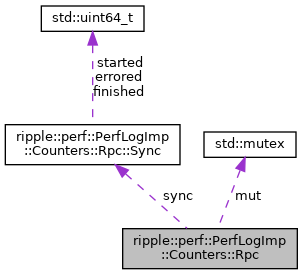 std::uint64_t
started
errored
finished
ripple::perf::PerfLogImp
::Counters::Rpc::Sync
std::mutex
sync
mut
ripple::perf::PerfLogImp
::Counters::Rpc